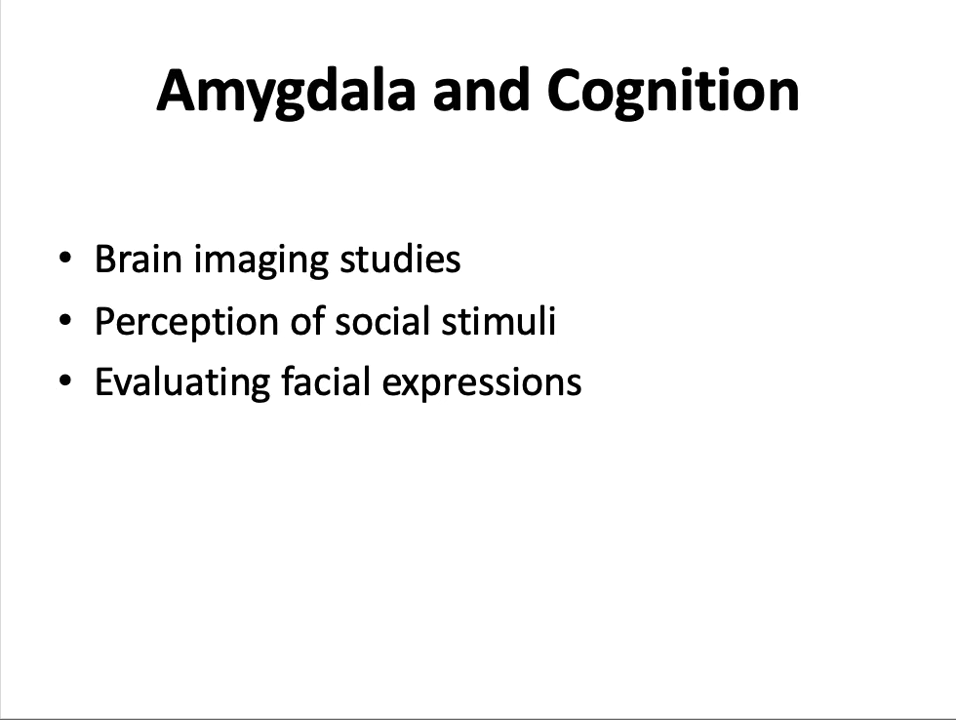 Amygdala and Cognition
• Brain imaging studies
• Perception of social stimuli
• Evaluating facial expressions